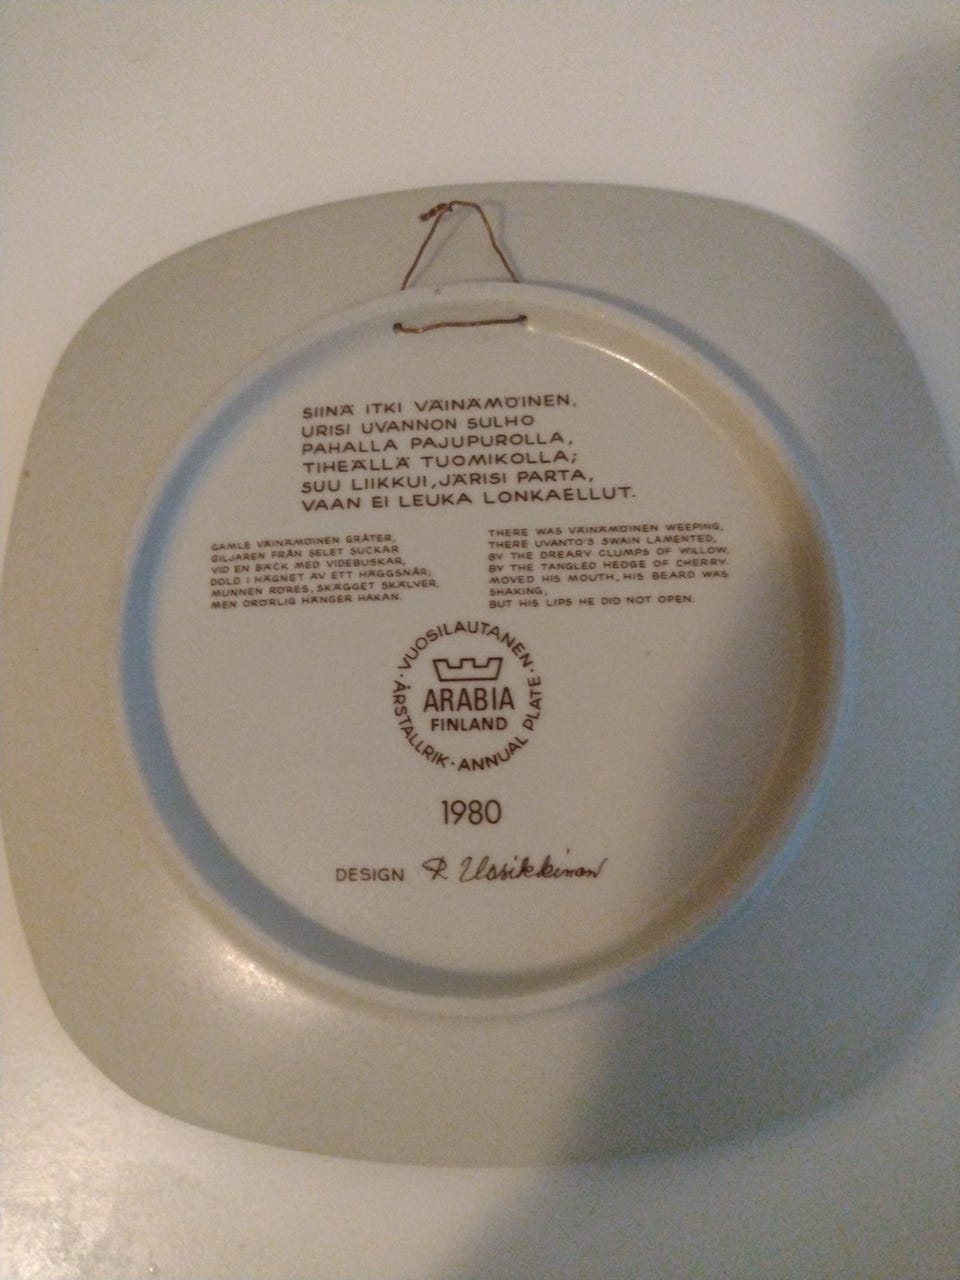 SIINÄ ITKI VÄINÄMÖINEN,
URISI UVANNON SULHO
PAHALLA PAJUPUROLLA,
TIHEÄLLÄ TUOMIKOLLA;
SUU LIIKKUI, JÄRISI PARTA,
VAAN EI LEUKA LONKAELLUT.
GAMLE VÄINÄMÖINEN GRÅTER,
GILJAREN FRÅN SELET SUCKAR
VID EN BÄCK MED VIDEBUSKAR,
DOLD I HÄGNET AV ETT HÄGGSNÅR;
MUNNEN RÖRES, SKÄGGET SKÄLVER,
MEN ORÖRLIG HÄNGER HAKAN.
THERE WAS VÄINÄMÖINEN WEEPING,
THERE UVANTO'S SWAIN LAMENTED,
BY THE DREARY CLUMPS OF WILLOW,
BY THE TANGLED HEDGE OF CHERRY.
MOVED HIS MOUTH, HIS BEARD WAS
SHAKING,
BUT HIS LIPS HE DID NOT OPEN.
· VUOSILAUTANEN · ANNUAL PLATE · ÅRSTALLRIK
ARABIA
FINLAND
1980
DESIGN R Uosikkinen